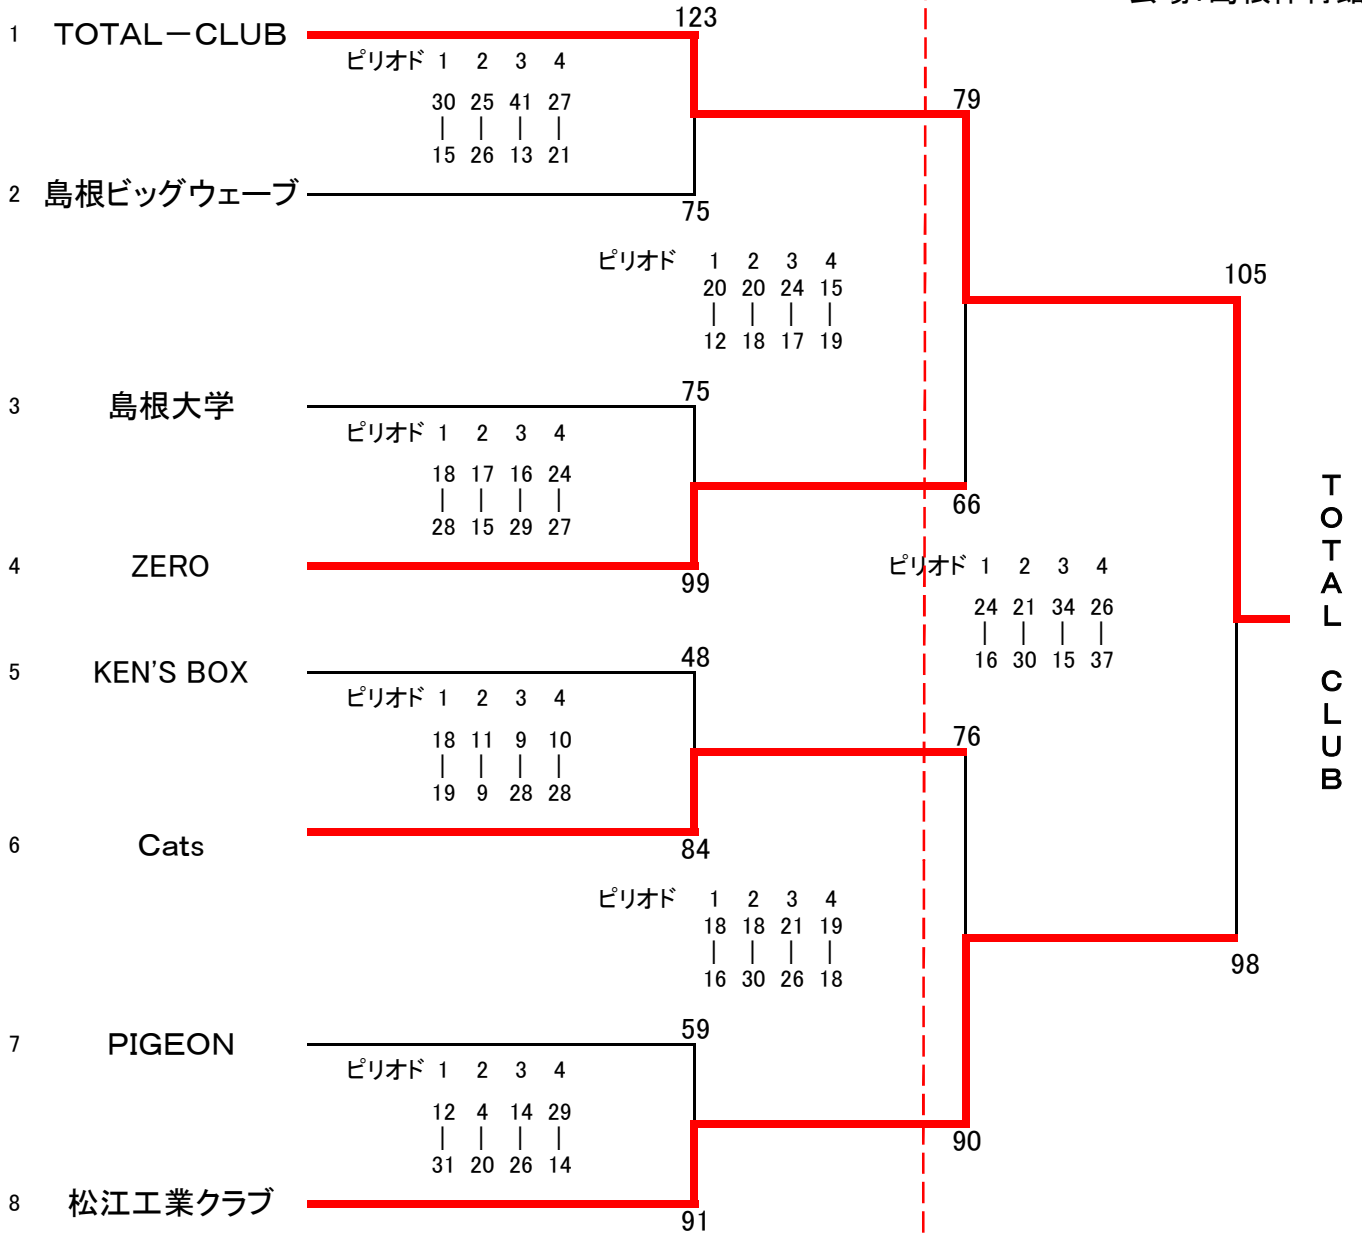 123
1 TOTAL－CLUB
ピリオド 1 2 3 4
30 25 41 27
| | | |
15 26 13 21
79
2 島根ビッグウェーブ
75
ピリオド 1 2 3 4
20 20 24 15
| | | |
12 18 17 19
105
75
3 島根大学
ピリオド 1 2 3 4
18 17 16 24
| | | |
28 15 29 27
66
4 ZERO
99
ピリオド 1 2 3 4
24 21 34 26
| | | |
16 30 15 37
TOTAL CLUB
48
5 KEN'S BOX
ピリオド 1 2 3 4
18 11 9 10
| | | |
19 9 28 28
76
6 Cats
84
ピリオド 1 2 3 4
18 18 21 19
| | | |
16 30 26 18
98
59
7 PIGEON
ピリオド 1 2 3 4
12 4 14 29
| | | |
31 20 26 14
90
8 松江工業クラブ
91